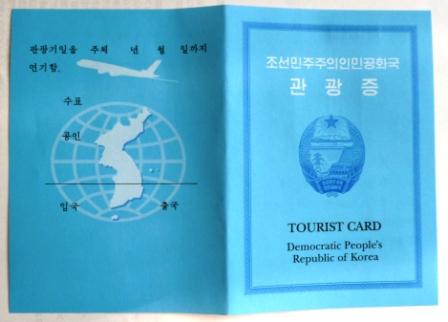 관광기일을 주체 년 월 일까지
연기함.
수표
공인
입국 출국
조선민주주의인민공화국
관광증
TOURIST CARD
Democratic People's
Republic of Korea